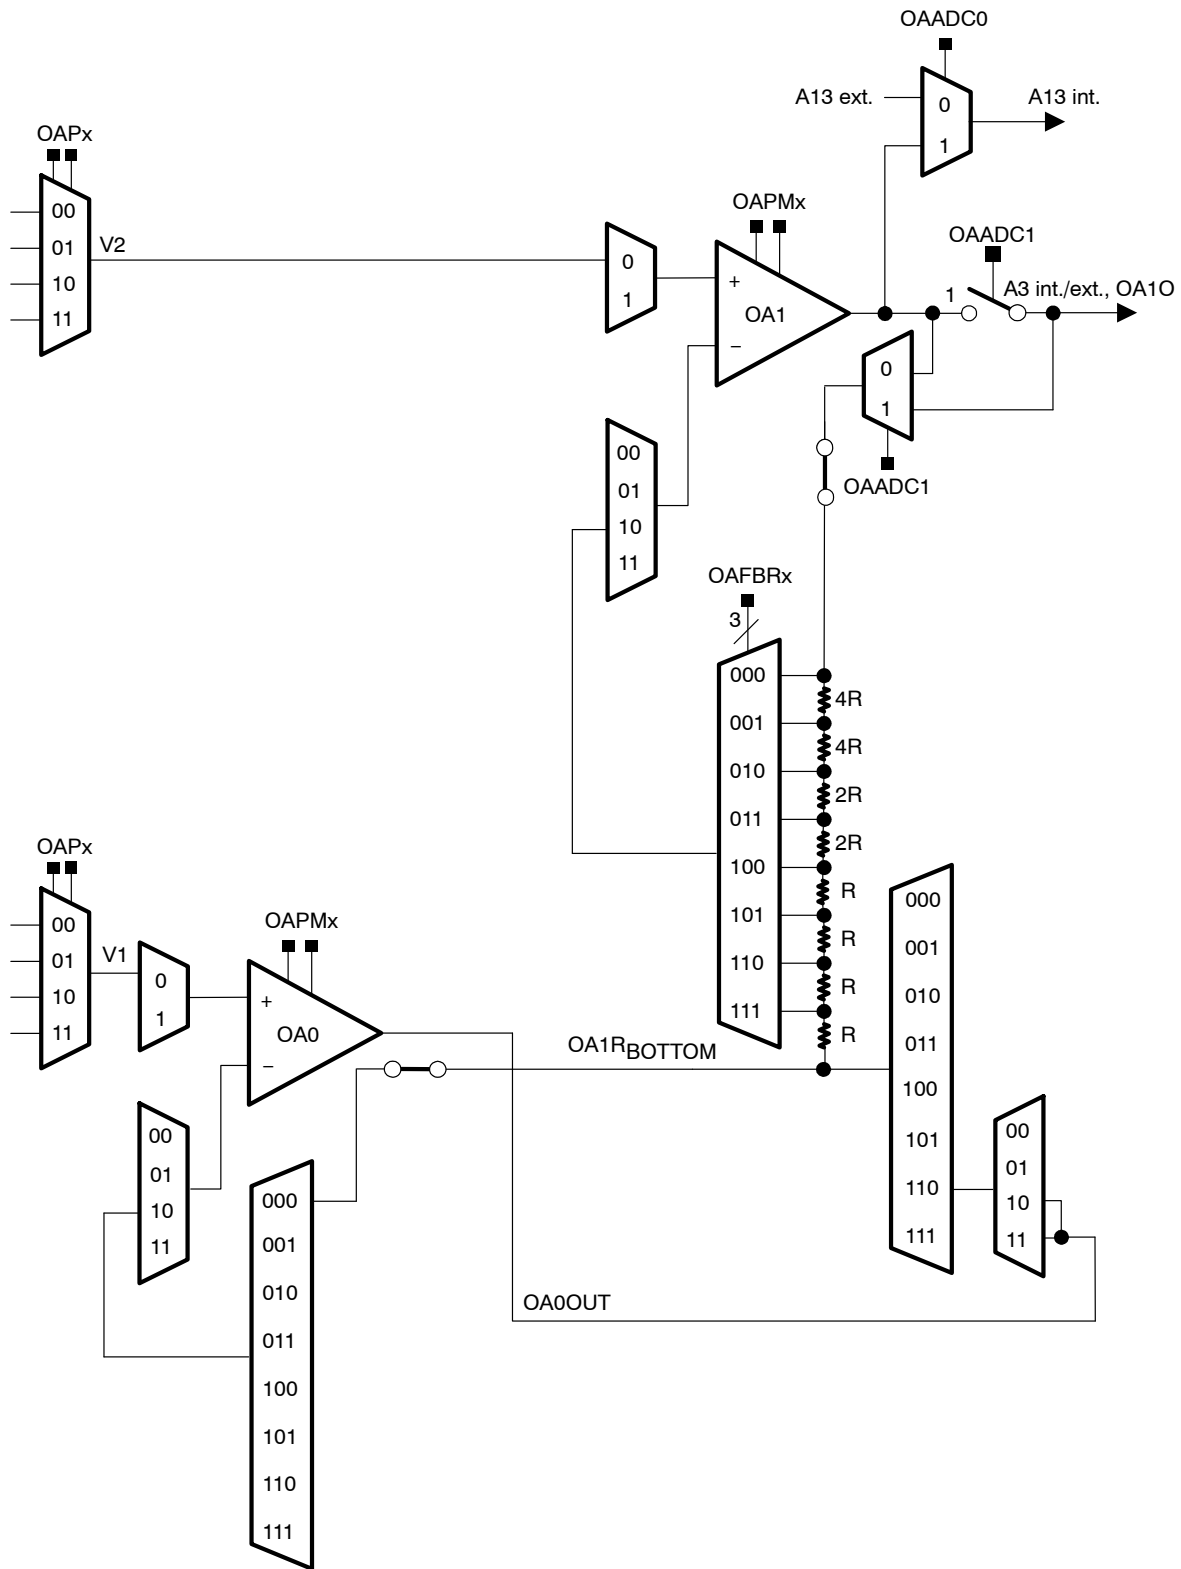 OAADC0
A13 ext.
0
1
A13 int.
OAPx
00
01
10
11
V2
0
1
OAPMx
+
OA1
−
OAADC1
1
A3 int./ext., OA1O
0
1
OAADC1
00
01
10
11
OAFBRx
3
000
001
010
011
100
101
110
111
4R
4R
2R
2R
R
R
R
R
OAPx
00
01
10
11
V1
0
1
OAPMx
+
OA0
−
OA1RBOTTOM
000
001
010
011
100
101
110
111
00
01
10
11
00
01
10
11
000
001
010
011
100
101
110
111
OA0OUT